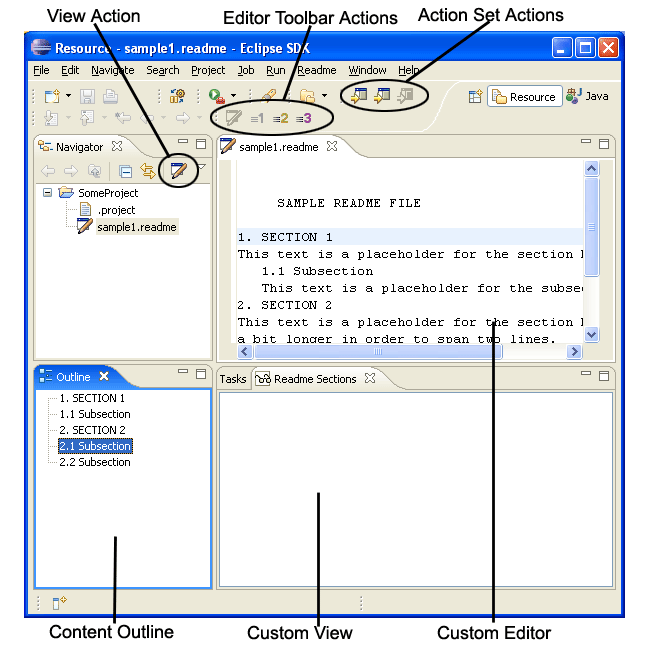 View Action
Editor Toolbar Actions
Action Set Actions
Resource - sample1.readme - Eclipse SDK
File Edit Navigate Search Project Job Run Readme Window Help
Resource
Java
1 2 3
Navigator
sample1.readme
SomeProject
.project
sample1.readme
SAMPLE README FILE
1. SECTION 1
This text is a placeholder for the section
1.1 Subsection
This text is a placeholder for the subse
2. SECTION 2
This text is a placeholder for the section
a bit longer in order to span two lines.
Outline
Tasks
Readme Sections
1. SECTION 1
1.1 Subsection
2. SECTION 2
2.1 Subsection
2.2 Subsection
Content Outline
Custom View
Custom Editor